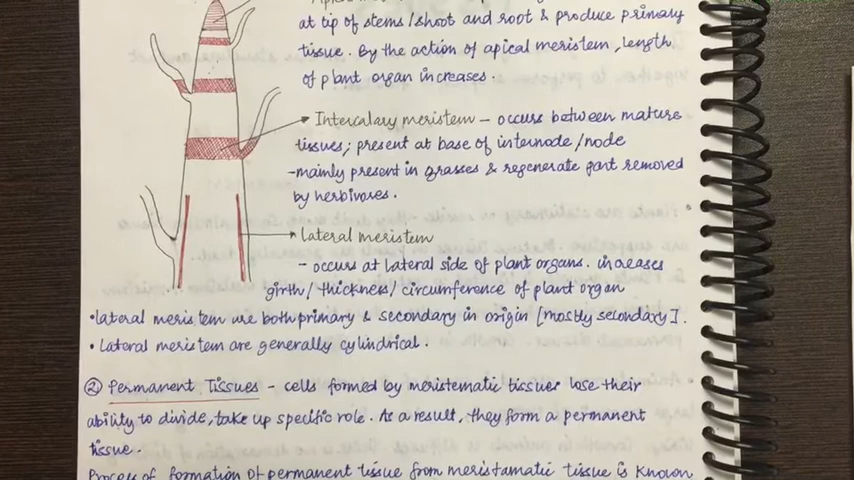 at tip of stems/shoot and root & produce primary
tissue. By the action of apical meristem, length
of plant organ increases.
Intercalary meristem - occurs between mature
tissues; present at base of internode/node
-mainly present in grasses & regenerate part removed
by herbivores.
Lateral meristem
- occurs at lateral side of plant organs. increases
girth/thickness/circumference of plant organ
•lateral meristem are both primary & secondary in origin [mostly secondary].
• Lateral meristem are generally cylindrical.
② Permanent Tissues - cells formed by meristematic tissues lose their
ability to divide, take up specific role. As a result, they form a permanent
tissue.
Process of formation of permanent tissue from meristamatic tissue is known